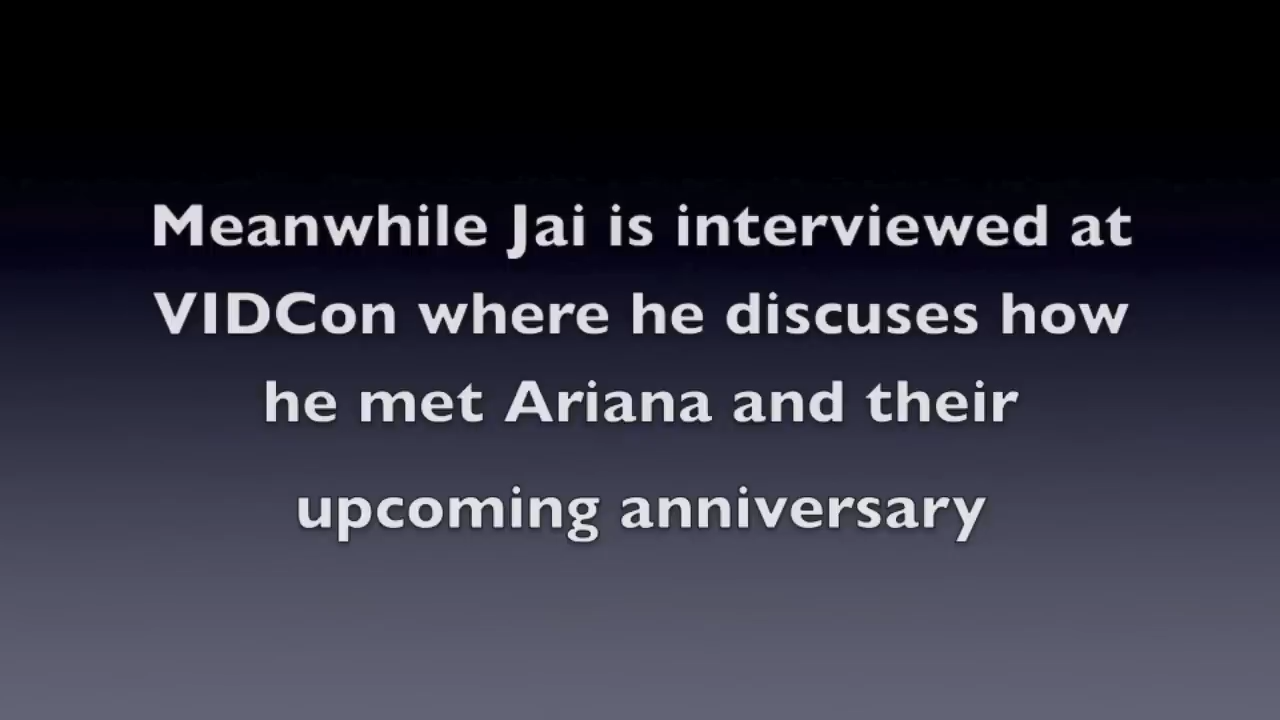 Meanwhile Jai is interviewed at
VIDCon where he discuses how
he met Ariana and their
upcoming anniversary